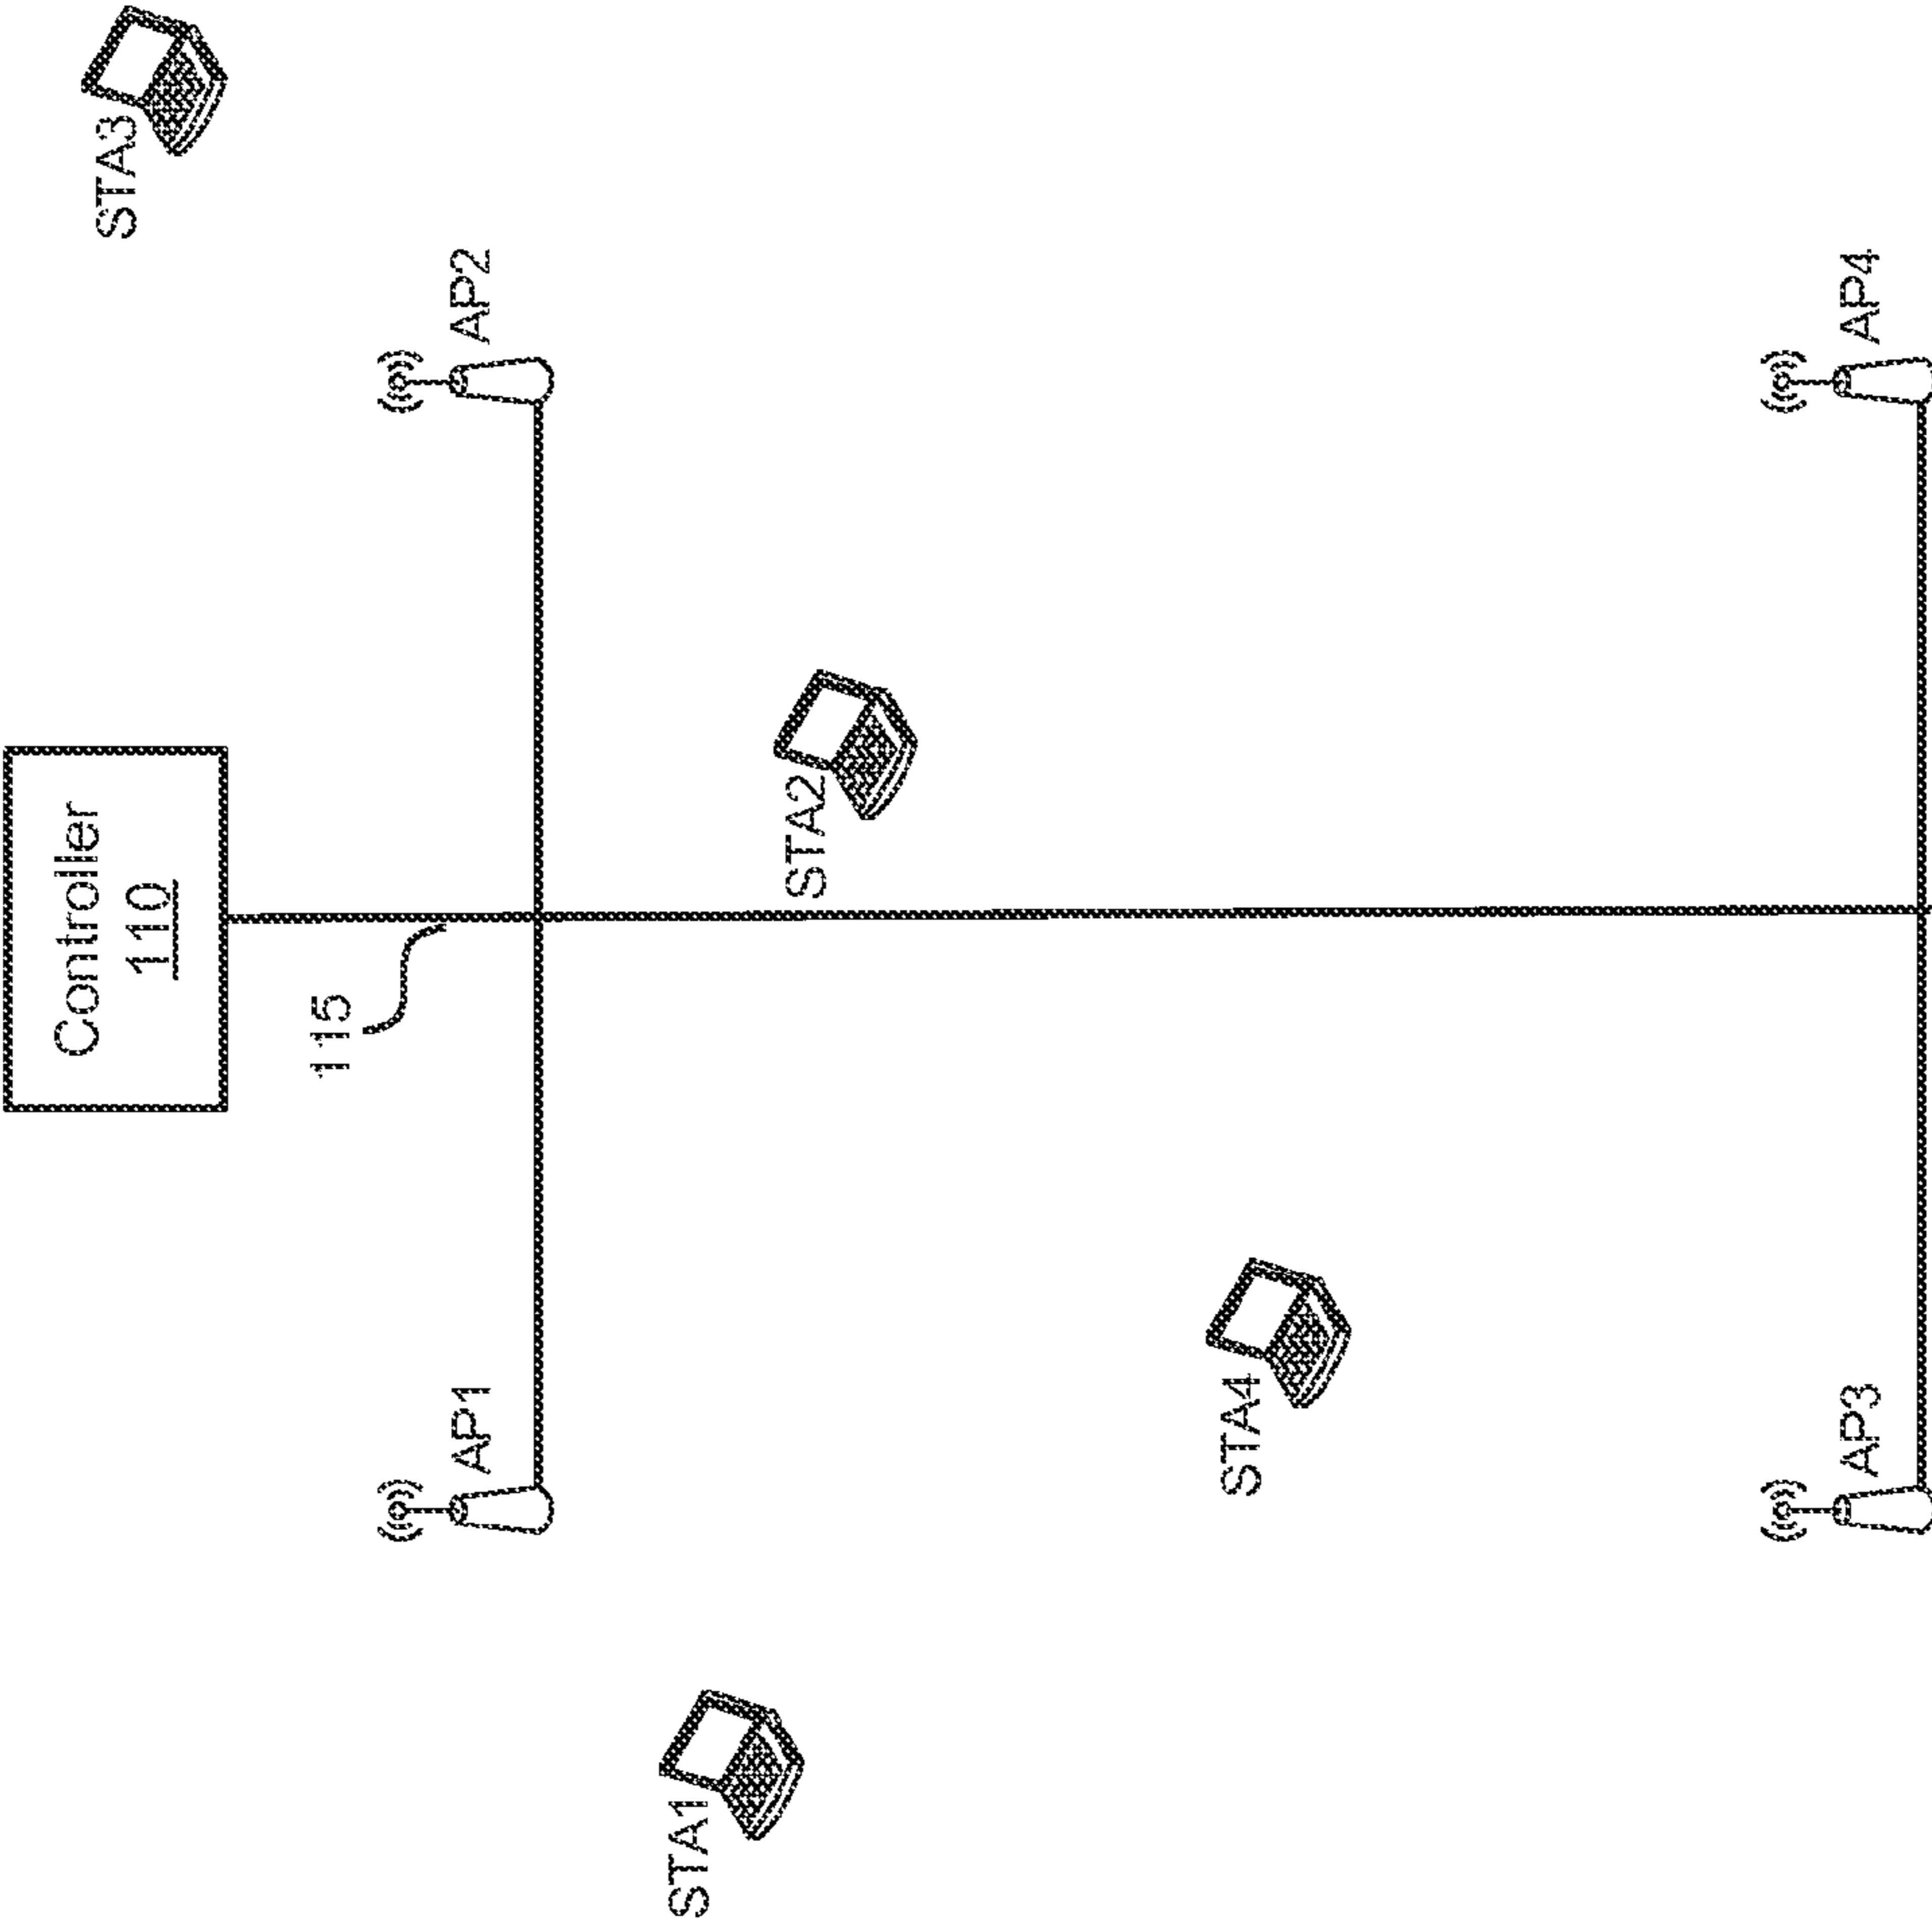 Controller
110
115
STA3
AP1
AP2
STA1
STA2
STA4
AP3
AP4